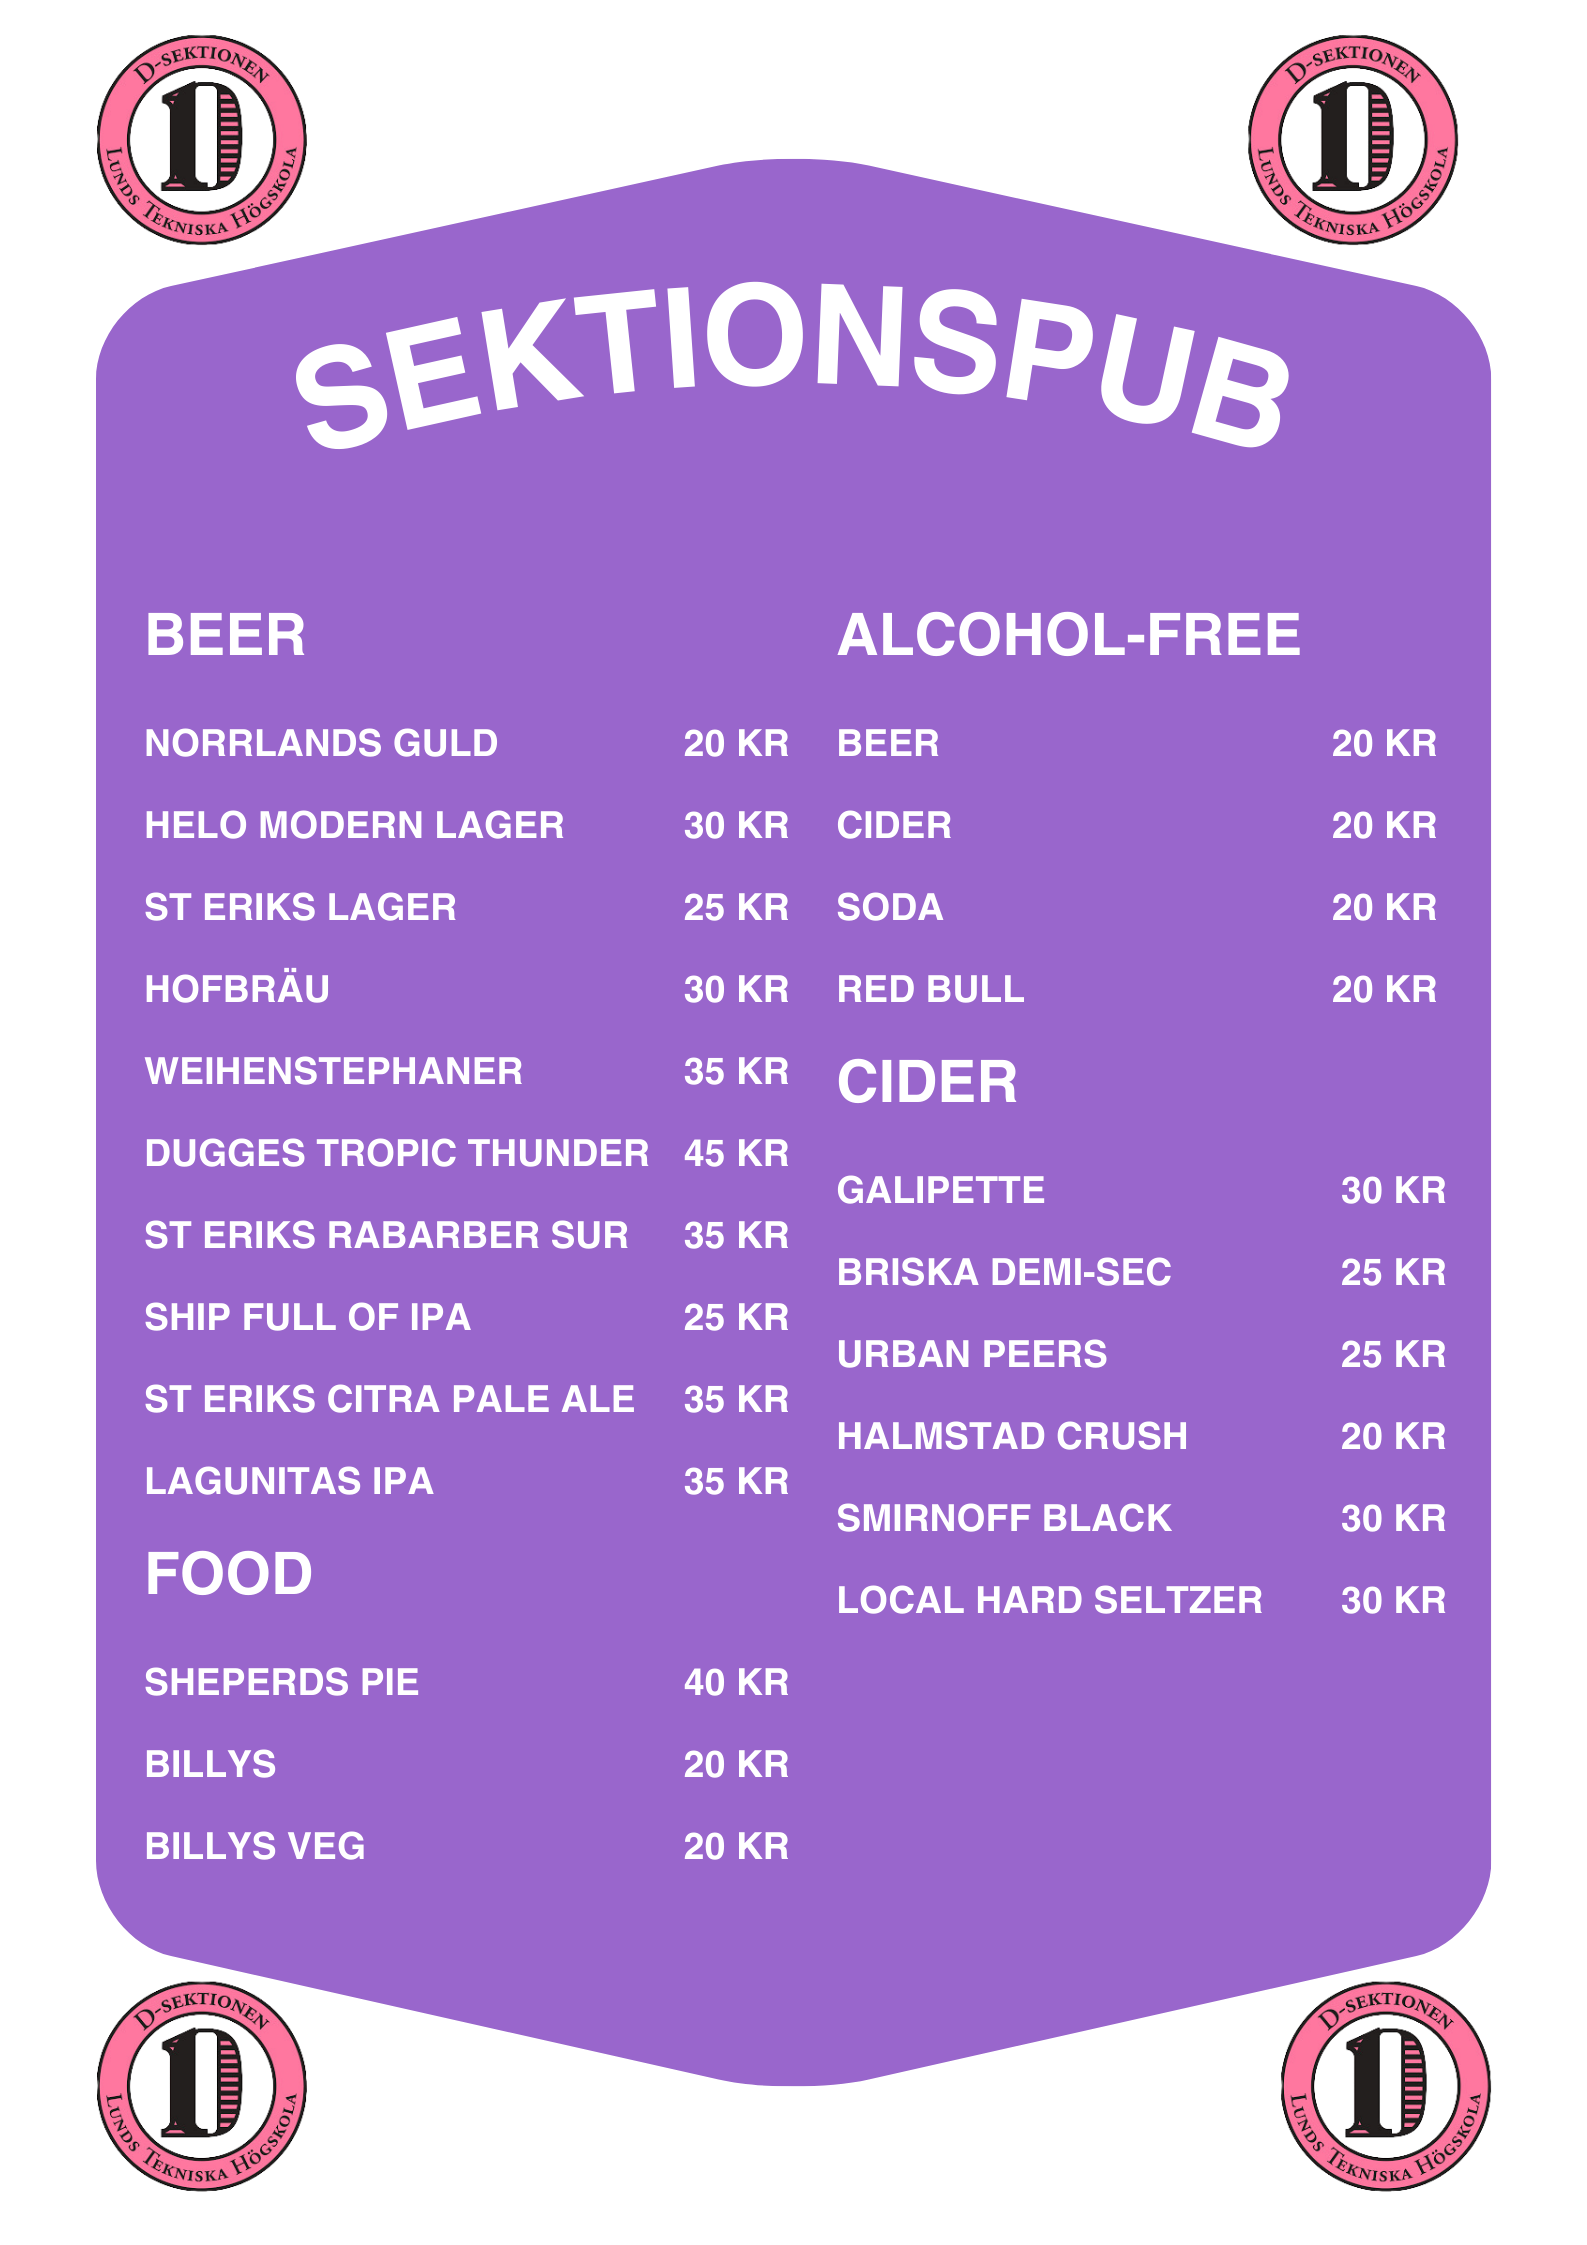 D-SEKTIONEN
LUNDS TEKNISKA HÖGSKOLA
D-SEKTIONEN
LUNDS TEKNISKA HÖGSKOLA
SEKTIONSPUB
BEER
NORRLANDS GULD 20 KR
HELO MODERN LAGER 30 KR
ST ERIKS LAGER 25 KR
HOFBRÄU 30 KR
WEIHENSTEPHANER 35 KR
DUGGES TROPIC THUNDER 45 KR
ST ERIKS RABARBER SUR 35 KR
SHIP FULL OF IPA 25 KR
ST ERIKS CITRA PALE ALE 35 KR
LAGUNITAS IPA 35 KR
FOOD
SHEPERDS PIE 40 KR
BILLYS 20 KR
BILLYS VEG 20 KR
ALCOHOL-FREE
BEER 20 KR
CIDER 20 KR
SODA 20 KR
RED BULL 20 KR
CIDER
GALIPETTE 30 KR
BRISKA DEMI-SEC 25 KR
URBAN PEERS 25 KR
HALMSTAD CRUSH 20 KR
SMIRNOFF BLACK 30 KR
LOCAL HARD SELTZER 30 KR
D-SEKTIONEN
LUNDS TEKNISKA HÖGSKOLA
D-SEKTIONEN
LUNDS TEKNISKA HÖGSKOLA